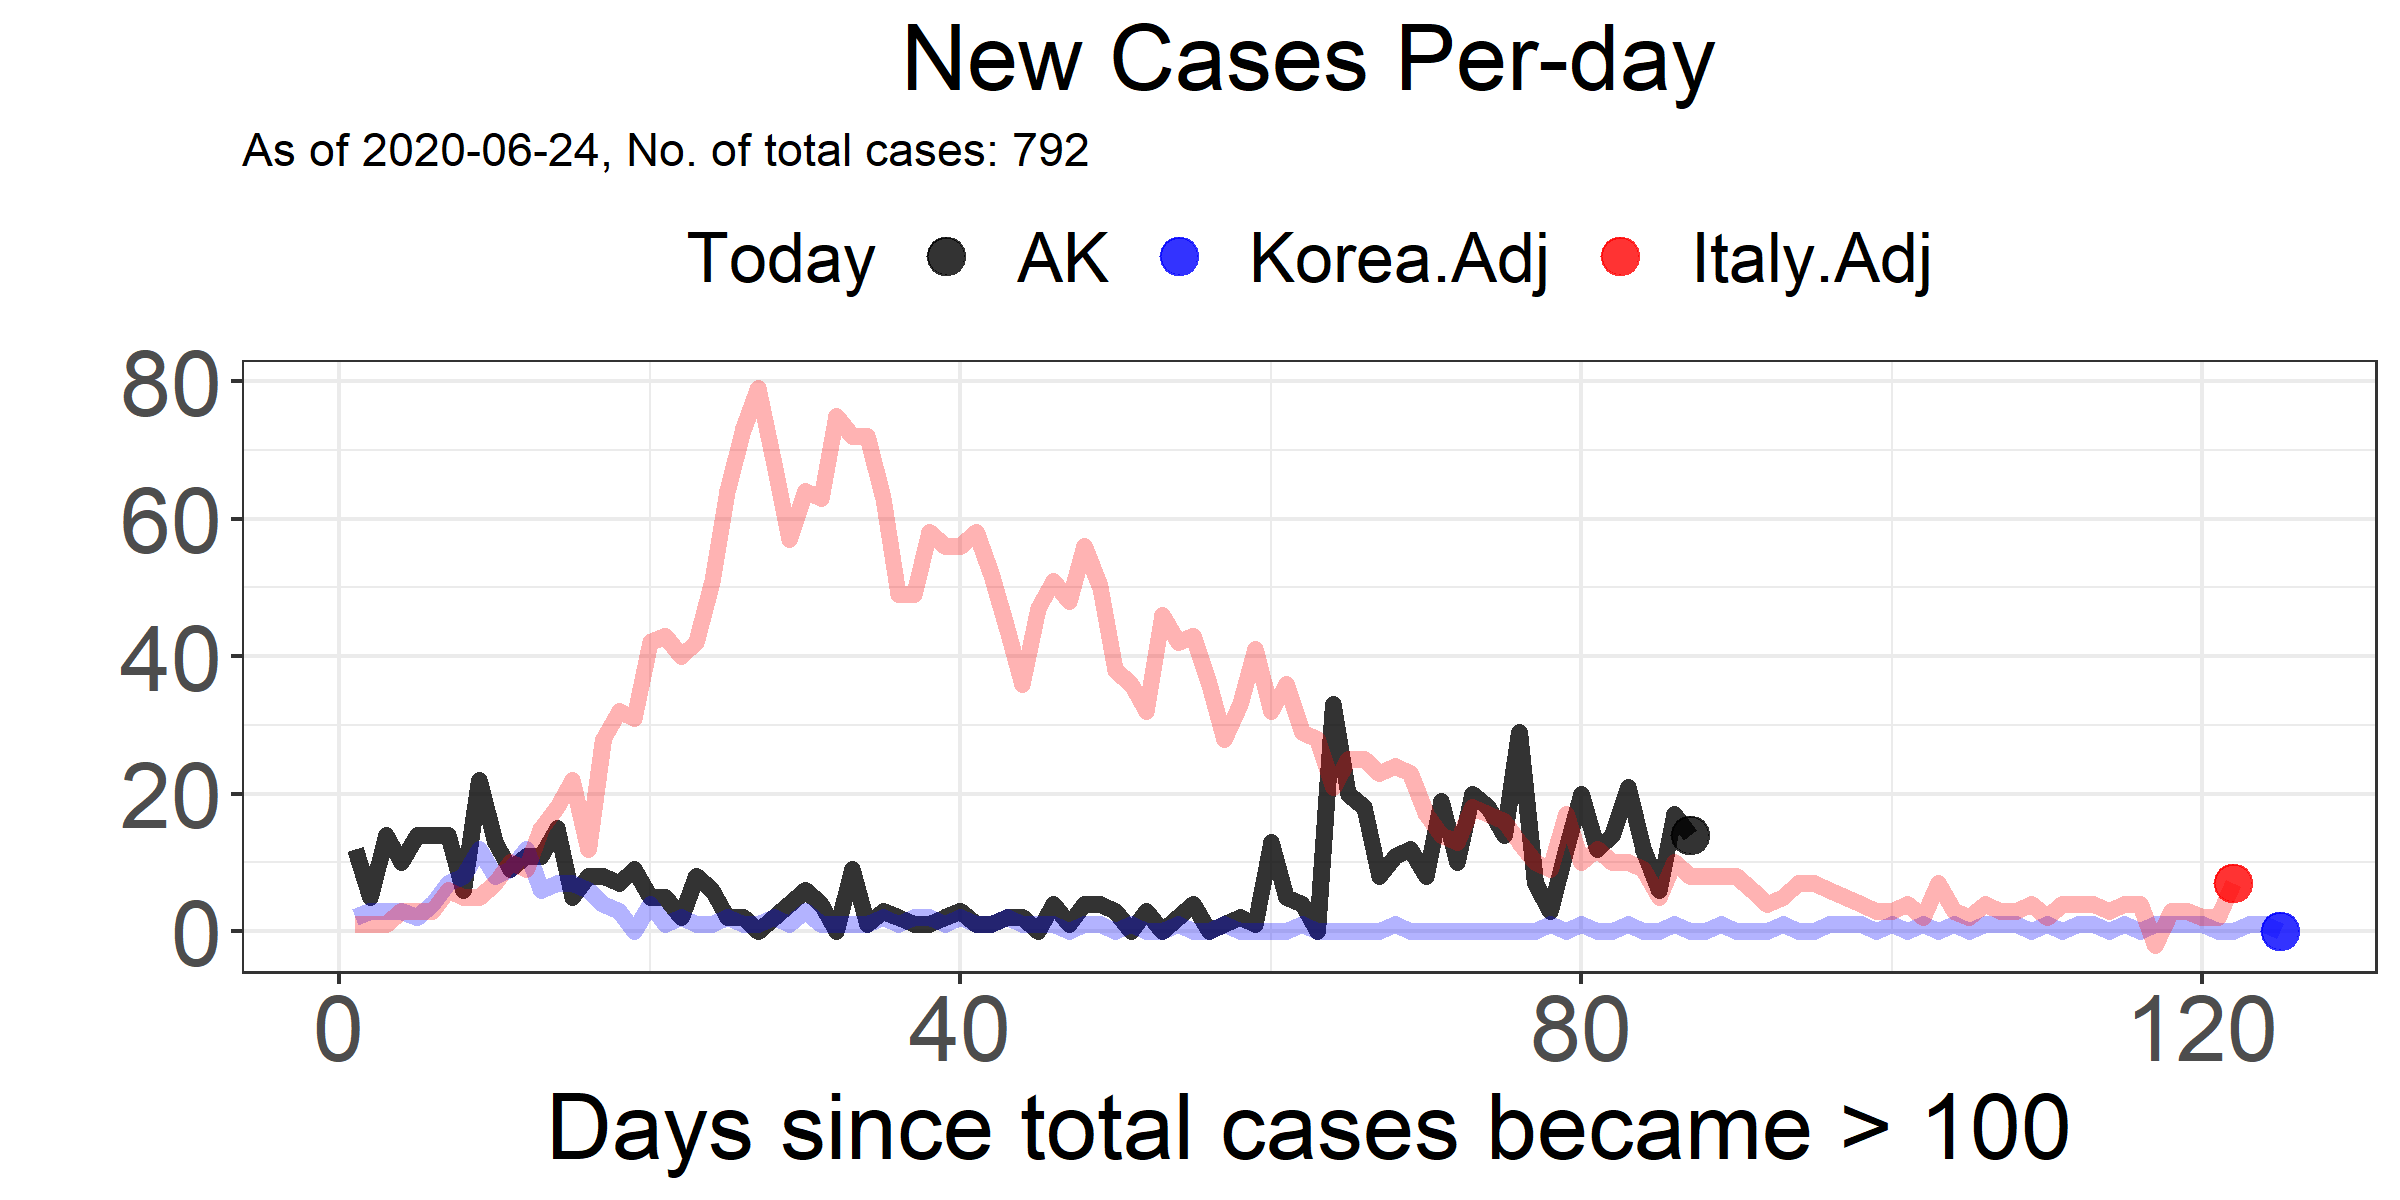 New Cases Per-day
As of 2020-06-24, No. of total cases: 792
Today AK Korea.Adj Italy.Adj
80
60
40
20
0
0 40 80 120
Days since total cases became > 100